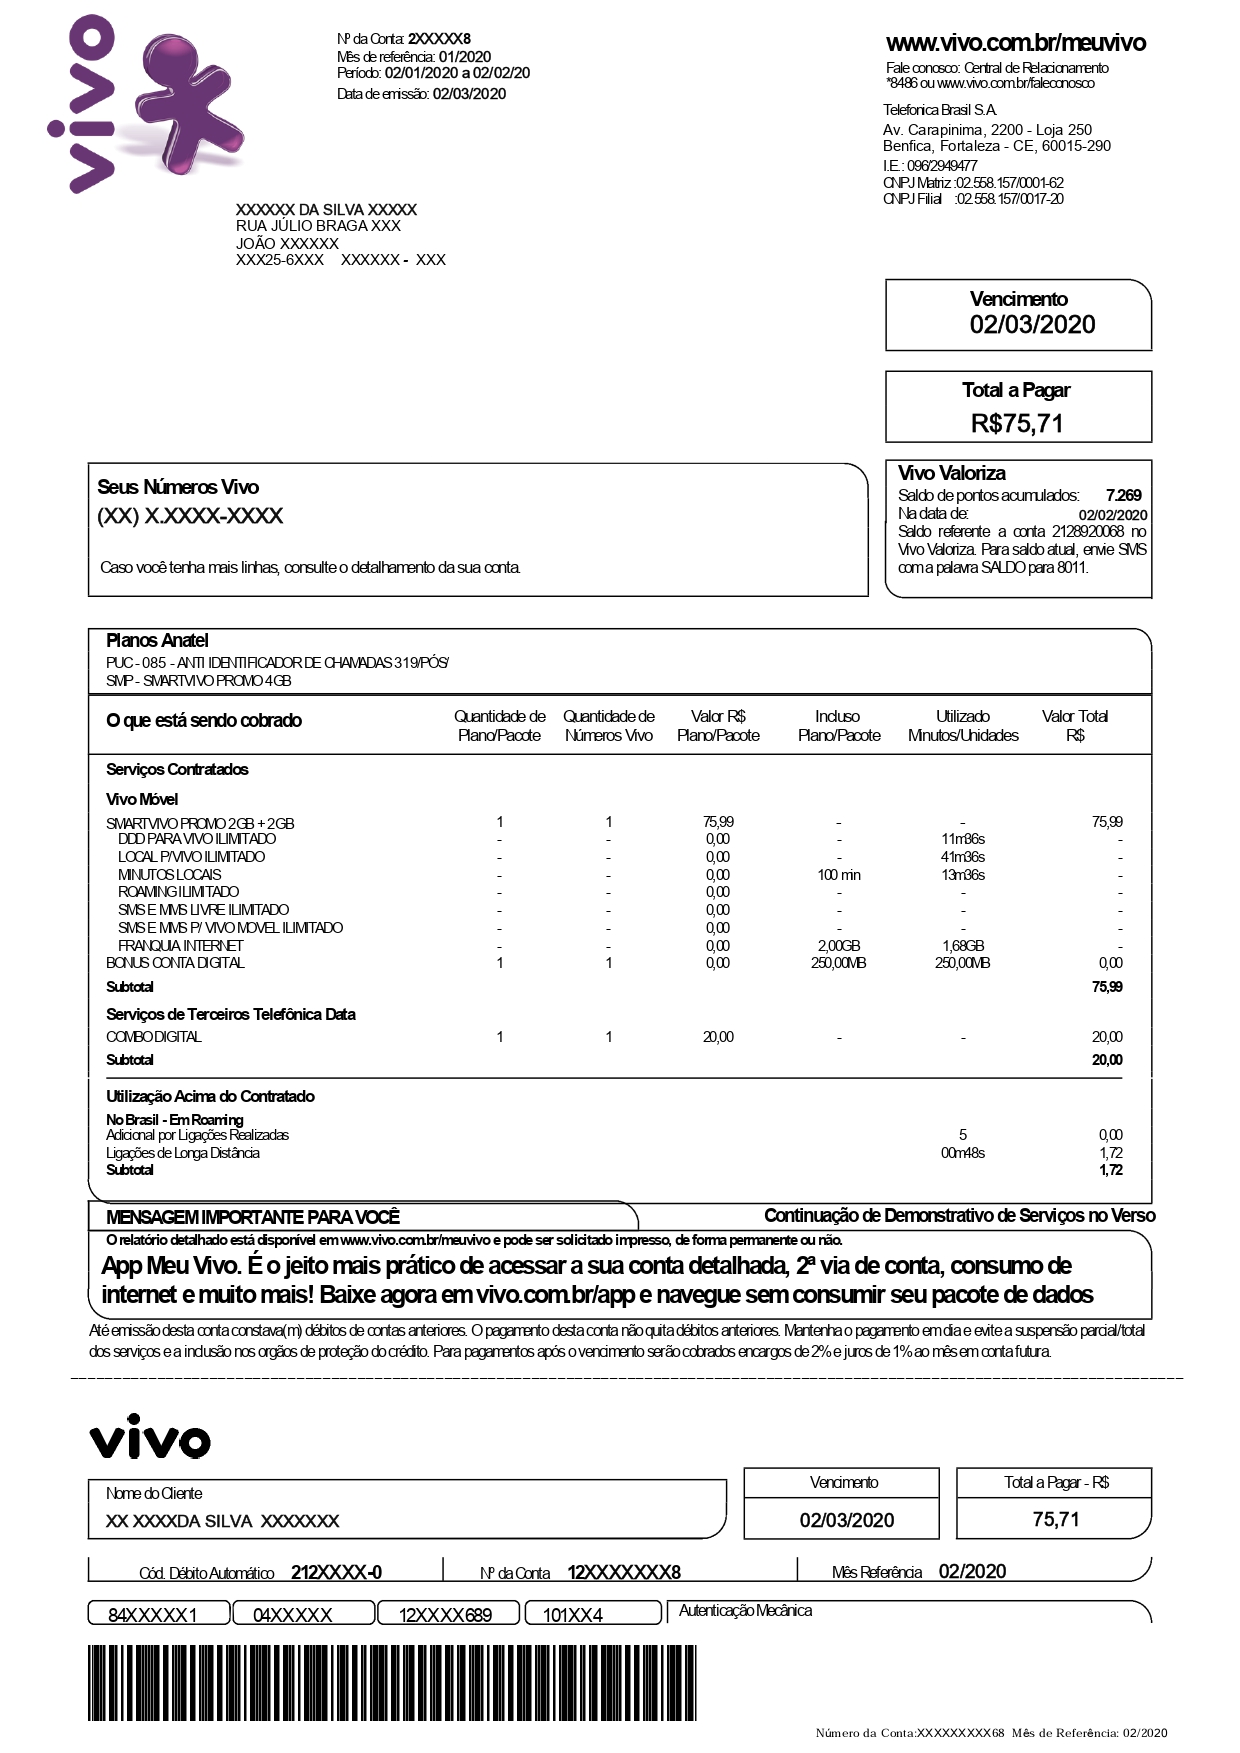 vivo
Nº da Conta: 2XXXXX8
Mês de referência: 01/2020
Período: 02/01/2020 a 02/02/20
Data de emissão: 02/03/2020
www.vivo.com.br/meuvivo
Fale conosco: Central de Relacionamento
*8486 ou www.vivo.com.br/faleconosco
Telefonica Brasil S.A.
Av. Carapinima, 2200 - Loja 250
Benfica, Fortaleza - CE, 60015-290
I.E.: 096/2949477
CNPJ Matriz :02.558.157/0001-62
CNPJ Filial :02.558.157/0017-20
XXXXXX DA SILVA XXXXX
RUA JÚLIO BRAGA XXX
JOÃO XXXXXX
XXX25-6XXX XXXXXX - XXX
Vencimento
02/03/2020
Total a Pagar
R$75,71
Seus Números Vivo
(XX) X.XXXX-XXXX
Caso você tenha mais linhas, consulte o detalhamento da sua conta.
Vivo Valoriza
Saldo de pontos acumulados: 7.269
Na data de: 02/02/2020
Saldo referente a conta 2128920068 no
Vivo Valoriza. Para saldo atual, envie SMS
com a palavra SALDO para 8011.
Planos Anatel
PUC - 085 - ANTI IDENTIFICADOR DE CHAMADAS 319/PÓS/
SMP - SMARTVIVO PROMO 4GB
O que está sendo cobrado Quantidade de Plano/Pacote Quantidade de Números Vivo Valor R$ Plano/Pacote Incluso Plano/Pacote Utilizado Minutos/Unidades Valor Total R$
Serviços Contratados
Vivo Móvel
SMARTVIVO PROMO 2GB + 2GB 1 1 75,99 - - 75,99
DDD PARA VIVO ILIMITADO - - 0,00 - 11m36s -
LOCAL P/VIVO ILIMITADO - - 0,00 - 41m36s -
MINUTOS LOCAIS - - 0,00 100 min 13m36s -
ROAMING ILIMITADO - - 0,00 - - -
SMS E MMS LIVRE ILIMITADO - - 0,00 - - -
SMS E MMS P/ VIVO MOVEL ILIMITADO - - 0,00 - - -
FRANQUIA INTERNET - - 0,00 2,00GB 1,68GB -
BONUS CONTA DIGITAL 1 1 0,00 250,00MB 250,00MB 0,00
Subtotal 75,99
Serviços de Terceiros Telefônica Data
COMBO DIGITAL 1 1 20,00 - - 20,00
Subtotal 20,00
Utilização Acima do Contratado
No Brasil - Em Roaming
Adicional por Ligações Realizadas 5 0,00
Ligações de Longa Distância 00m48s 1,72
Subtotal 1,72
MENSAGEM IMPORTANTE PARA VOCÊ
Continuação de Demonstrativo de Serviços no Verso
O relatório detalhado está disponível em www.vivo.com.br/meuvivo e pode ser solicitado impresso, de forma permanente ou não.
App Meu Vivo. É o jeito mais prático de acessar a sua conta detalhada, 2ª via de conta, consumo de
internet e muito mais! Baixe agora em vivo.com.br/app e navegue sem consumir seu pacote de dados
Até emissão desta conta constava(m) débitos de contas anteriores. O pagamento desta conta não quita débitos anteriores. Mantenha o pagamento em dia e evite a suspensão parcial/total
dos serviços e a inclusão nos orgãos de proteção do crédito. Para pagamentos após o vencimento serão cobrados encargos de 2% e juros de 1% ao mês em conta futura.
vivo
Nome do Cliente
XX XXXXDA SILVA XXXXXXX
Vencimento
02/03/2020
Total a Pagar - R$
75,71
Cód. Débito Automático 212XXXX-0 Nº da Conta 12XXXXXXX8 Mês Referência 02/2020
84XXXXX1 04XXXXX 12XXXX689 101XX4 Autenticação Mecânica
Número da Conta:XXXXXXXXX68 Mês de Referência: 02/2020